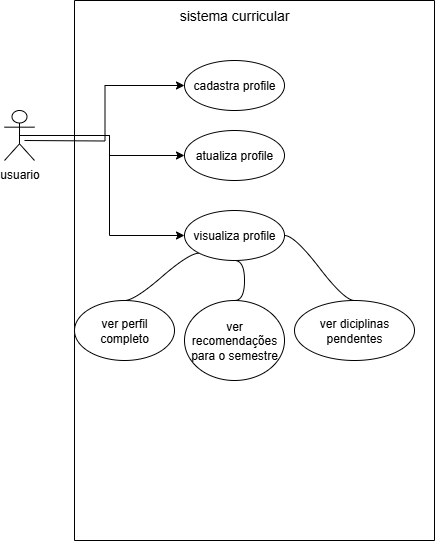 sistema curricular
cadastra profile
usuario
atualiza profile
visualiza profile
ver perfil
completo
ver
recomendações
para o semestre
ver diciplinas
pendentes